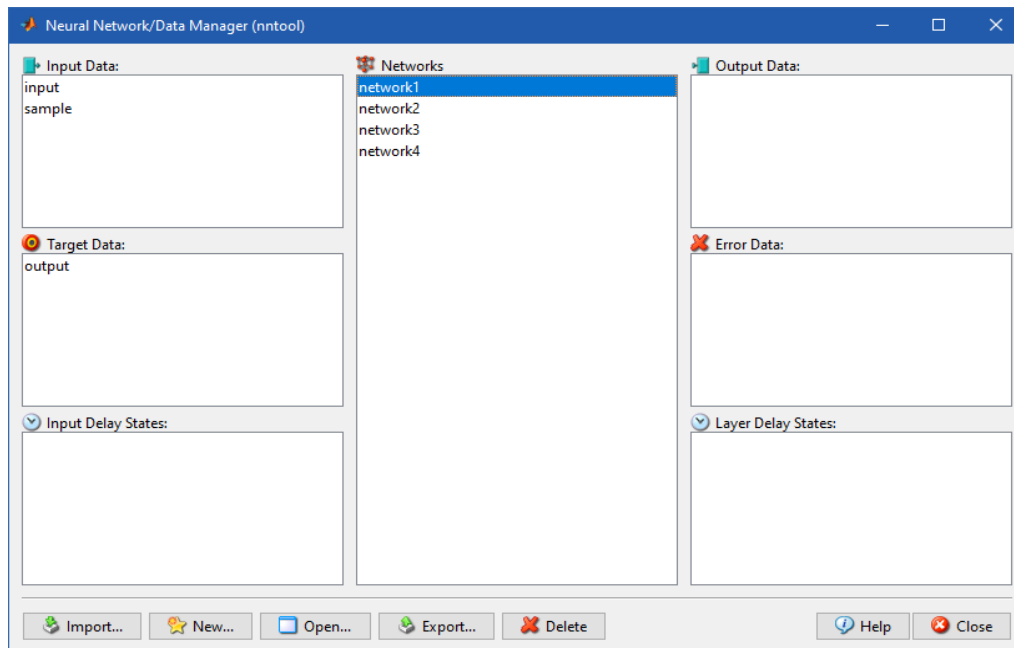 Neural Network/Data Manager (nntool)
Input Data:
input
sample
Networks
network1
network2
network3
network4
Output Data:
Target Data:
output
Error Data:
Input Delay States:
Layer Delay States:
Import...
New...
Open...
Export...
Delete
Help
Close